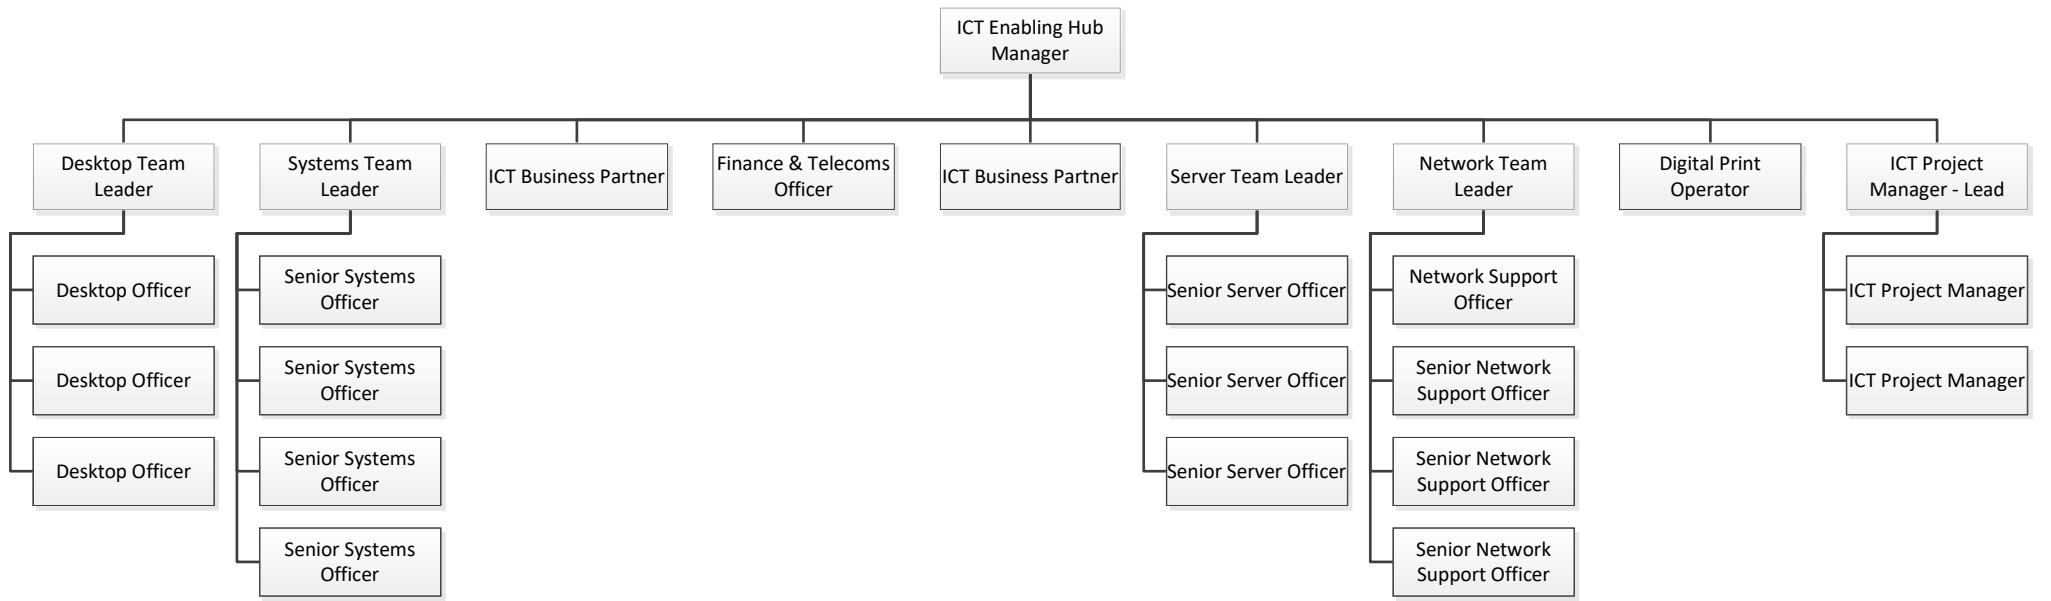 ICT Enabling Hub
Manager
Desktop Team
Leader
Systems Team
Leader
ICT Business Partner
Finance & Telecoms
Officer
ICT Business Partner
Server Team Leader
Network Team
Leader
Digital Print
Operator
ICT Project
Manager - Lead
Desktop Officer
Desktop Officer
Desktop Officer
Senior Systems
Officer
Senior Systems
Officer
Senior Systems
Officer
Senior Systems
Officer
Senior Server Officer
Senior Server Officer
Senior Server Officer
Network Support
Officer
Senior Network
Support Officer
Senior Network
Support Officer
Senior Network
Support Officer
ICT Project Manager
ICT Project Manager